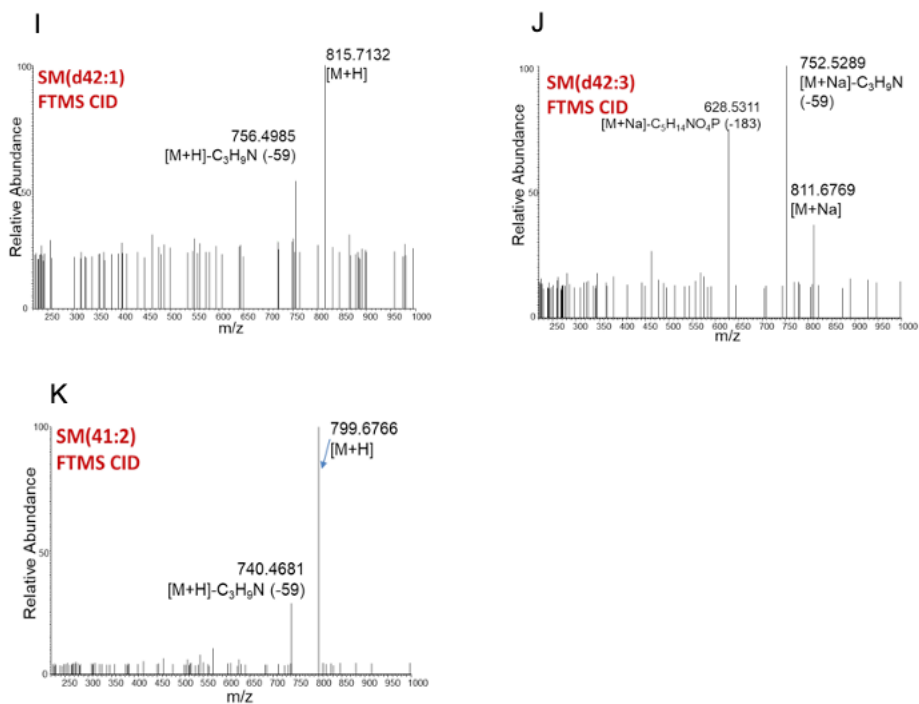 I
815.7132
[M+H]
SM(d42:1)
FTMS CID
756.4985
[M+H]-C₃H₉N (-59)
Relative Abundance
100
50
0
250 300 350 400 450 500 550 600 650 700 750 800 850 900 950 1000
m/z
J
752.5289
[M+Na]-C₃H₉N
(-59)
SM(d42:3)
FTMS CID
628.5311
[M+Na]-C₅H₁₄NO₄P (-183)
811.6769
[M+Na]
Relative Abundance
100
50
0
250 300 350 400 450 500 550 600 650 700 750 800 850 900 950 1000
m/z
K
799.6766
[M+H]
SM(41:2)
FTMS CID
740.4681
[M+H]-C₃H₉N (-59)
Relative Abundance
100
50
0
250 300 350 400 450 500 550 600 650 700 750 800 850 900 950 1000
m/z